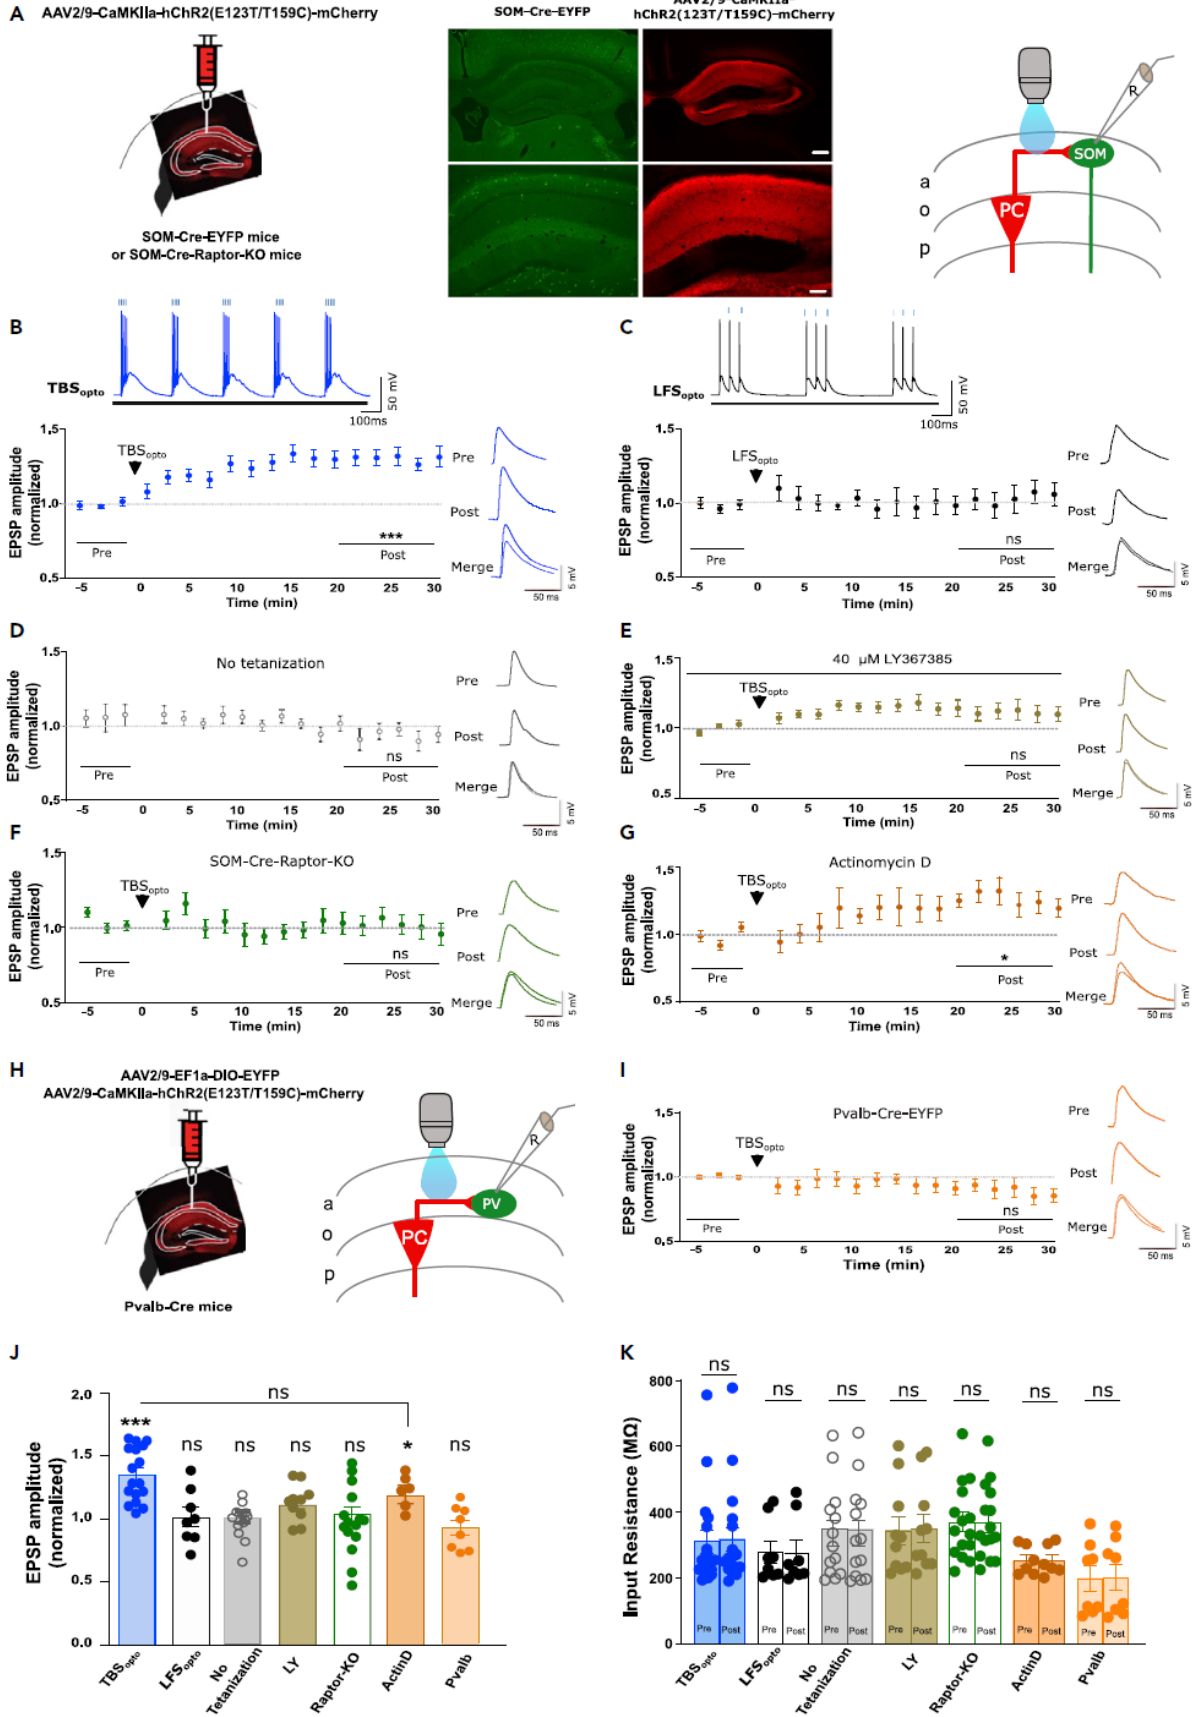 A
AAV2/9-CaMKIIa-hChR2(E123T/T159C)-mCherry
SOM-Cre-EYFP mice
or SOM-Cre-Raptor-KO mice
SOM-Cre-EYFP
AAV2/9-CaMKIIa-
hChR2(123T/T159C)-mCherry
R
SOM
a
PC
o
p
B
TBSopto
50 mV
100ms
EPSP amplitude
(normalized)
1.5
1.0
0.5
TBSopto
Pre
***
Post
-5 0 5 10 15 20 25 30
Time (min)
Pre
Post
Merge
5 mV
50 ms
C
LFSopto
50 mV
100ms
EPSP amplitude
(normalized)
1.5
1.0
0.5
LFSopto
Pre
ns
Post
-5 0 5 10 15 20 25 30
Time (min)
Pre
Post
Merge
5 mV
50 ms
D
No tetanization
EPSP amplitude
(normalized)
1.5
1.0
0.5
Pre
ns
Post
-5 0 5 10 15 20 25 30
Time (min)
Pre
Post
Merge
5 mV
50 ms
E
40 µM LY367385
EPSP amplitude
(normalized)
1.5
1.0
0.5
TBSopto
Pre
ns
Post
-5 0 5 10 15 20 25 30
Time (min)
Pre
Post
Merge
5 mV
50 ms
F
SOM-Cre-Raptor-KO
EPSP amplitude
(normalized)
1.5
1.0
0.5
TBSopto
Pre
ns
Post
-5 0 5 10 15 20 25 30
Time (min)
Pre
Post
Merge
5 mV
50 ms
G
Actinomycin D
EPSP amplitude
(normalized)
1.5
1.0
0.5
TBSopto
Pre
*
Post
-5 0 5 10 15 20 25 30
Time (min)
Pre
Post
Merge
5 mV
50 ms
H
AAV2/9-EF1a-DIO-EYFP
AAV2/9-CaMKIIa-hChR2(E123T/T159C)-mCherry
Pvalb-Cre mice
R
a
PV
o
PC
p
I
Pvalb-Cre-EYFP
EPSP amplitude
(normalized)
1.5
1.0
0.5
TBSopto
Pre
ns
Post
-5 0 5 10 15 20 25 30
Time (min)
Pre
Post
Merge
5 mV
50 ms
J
EPSP amplitude
(normalized)
2.0
1.5
1.0
0.5
0.0
ns
*** ns ns ns ns * ns
TBSopto
LFSopto
No
Tetanization
LY
Raptor-KO
ActinD
Pvalb
K
Input Resistance (MΩ)
800
600
400
200
0
ns ns ns ns ns ns ns
Pre Post Pre Post Pre Post Pre Post Pre Post Pre Post Pre Post
TBSopto
LFSopto
No
Tetanization
LY
Raptor-KO
ActinD
Pvalb